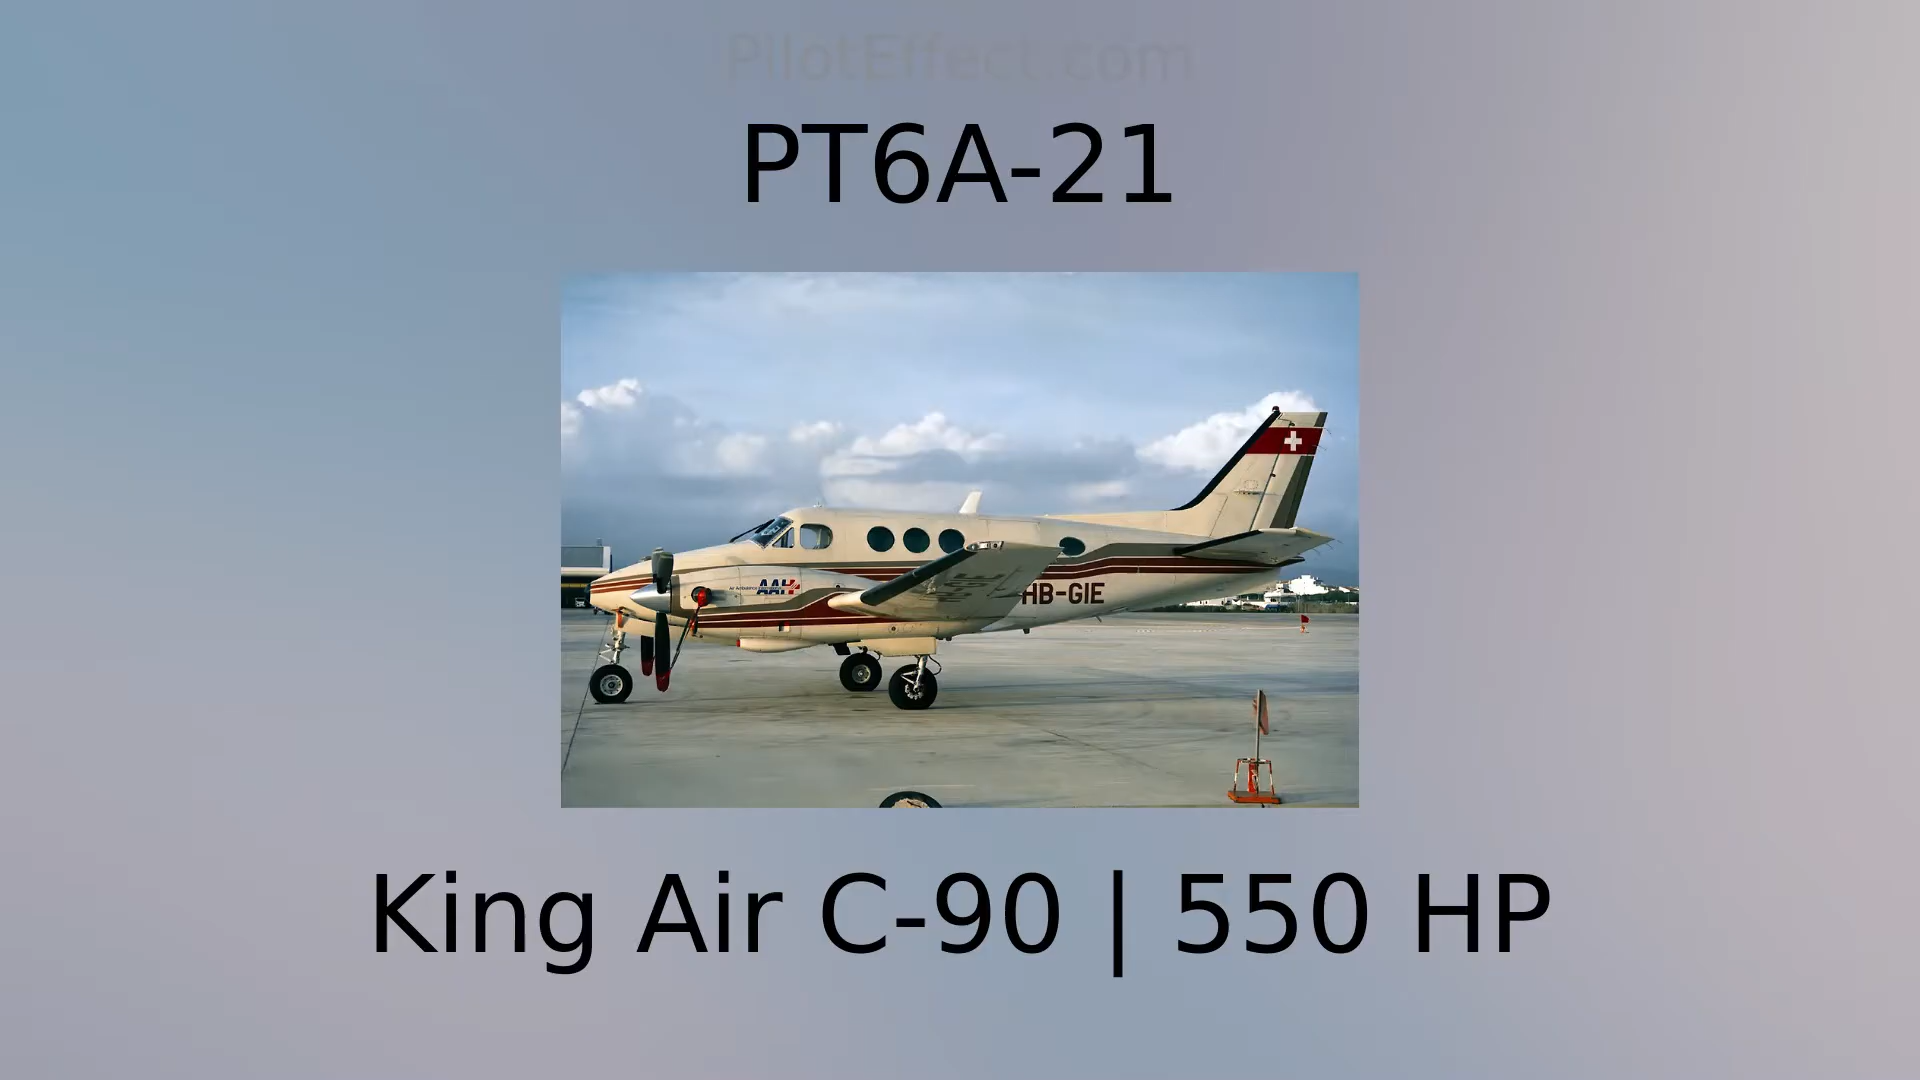 PilotEffect.com
PT6A-21
AAH
HB-GIE
King Air C-90 | 550 HP